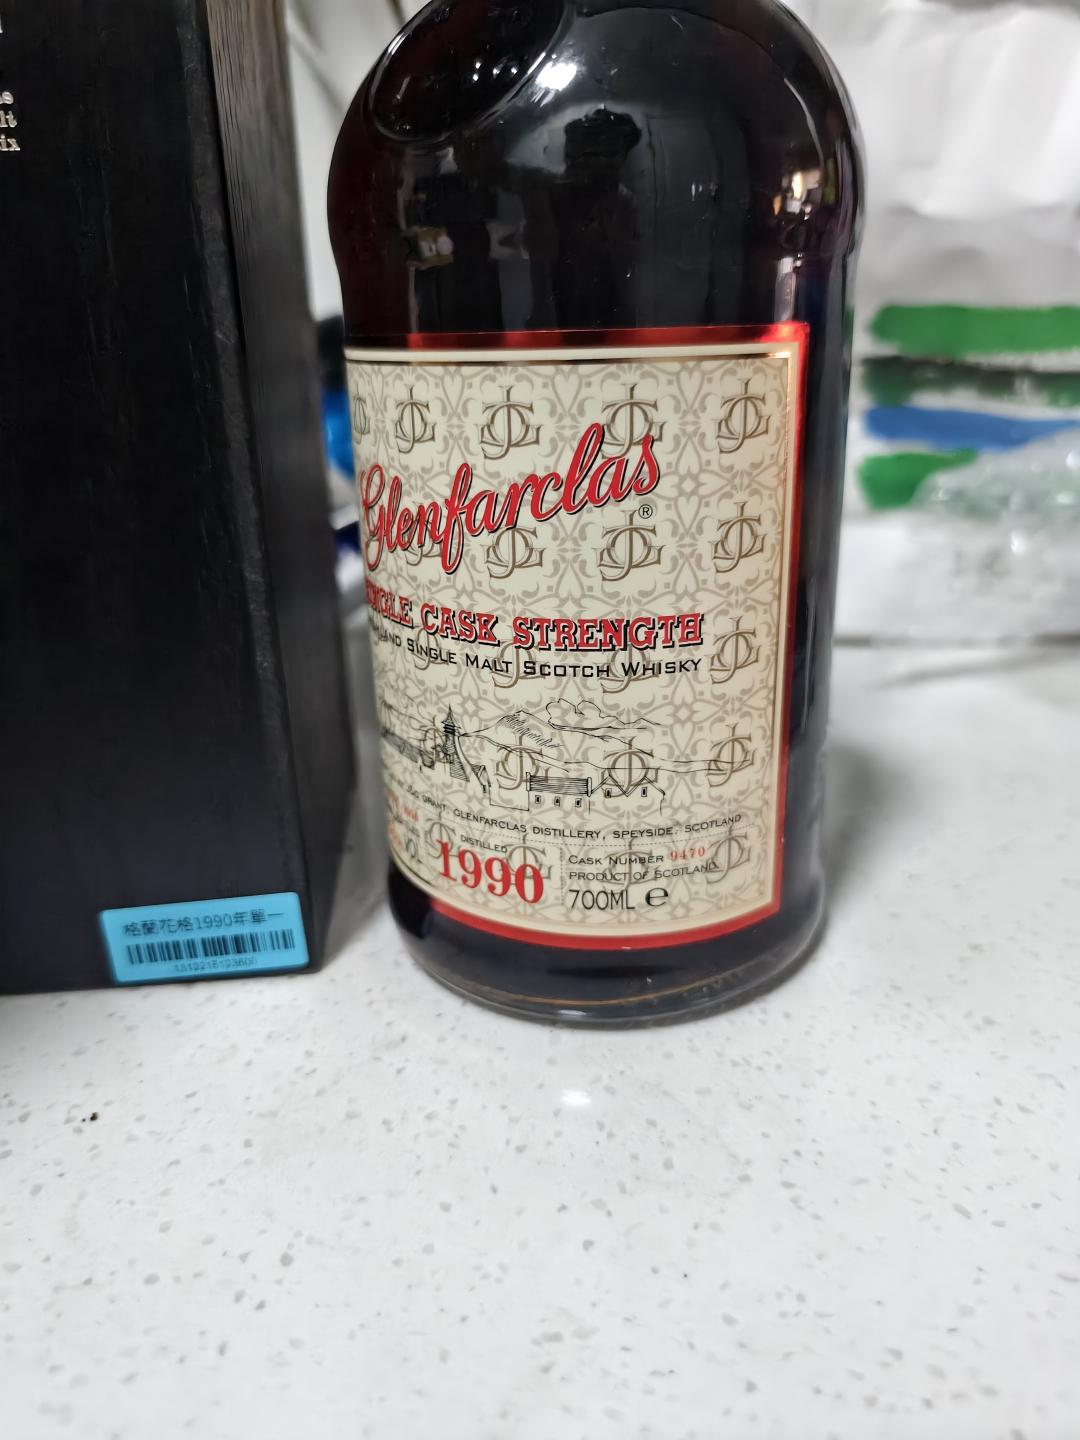 Glenfarclas
®
CASK STRENGTH
SINGLE MALT SCOTCH WHISKY
GRANT, GLENFARCLAS DISTILLERY, SPEYSIDE, SCOTLAND
DISTILLED
1990
CASK NUMBER 9470
PRODUCT OF SCOTLAND
700ML e
格蘭花格1990年單一